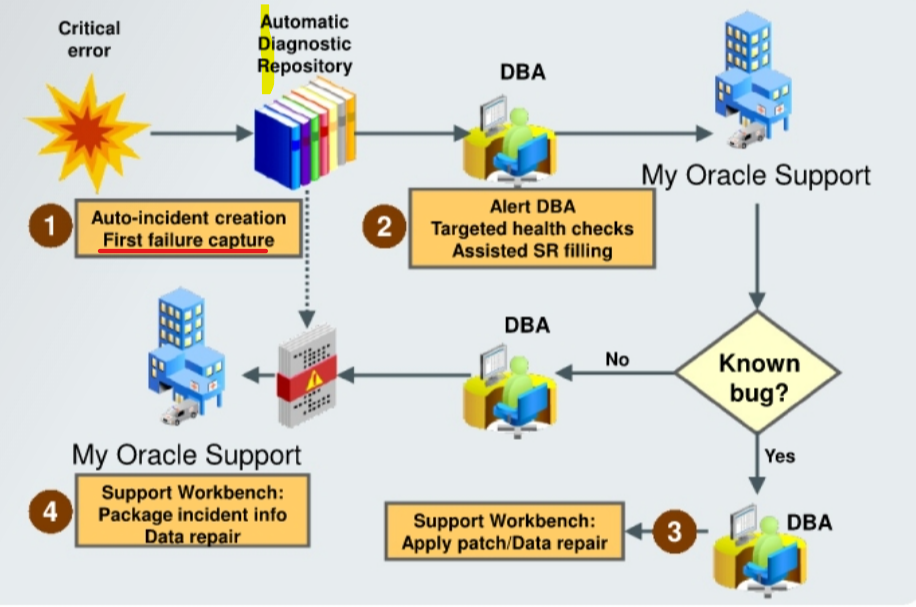 Critical
error
Automatic
Diagnostic
Repository
DBA
My Oracle Support
1
Auto-incident creation
First failure capture
2
Alert DBA
Targeted health checks
Assisted SR filling
Known
bug?
No
DBA
My Oracle Support
4
Support Workbench:
Package incident info
Data repair
Yes
DBA
3
Support Workbench:
Apply patch/Data repair